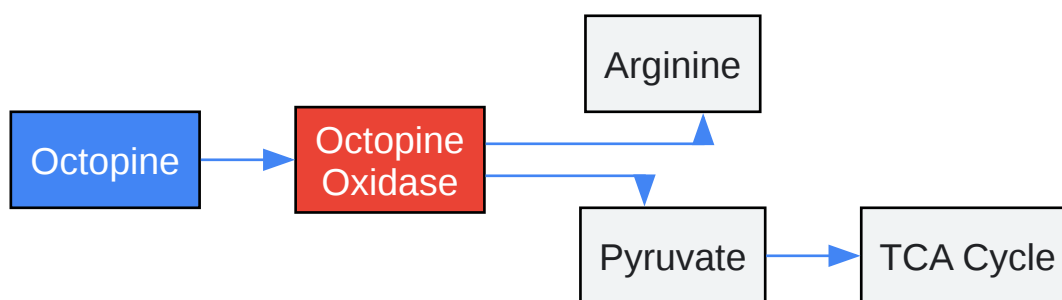 Arginine
Octopine
Octopine
Oxidase
Pyruvate
TCA Cycle